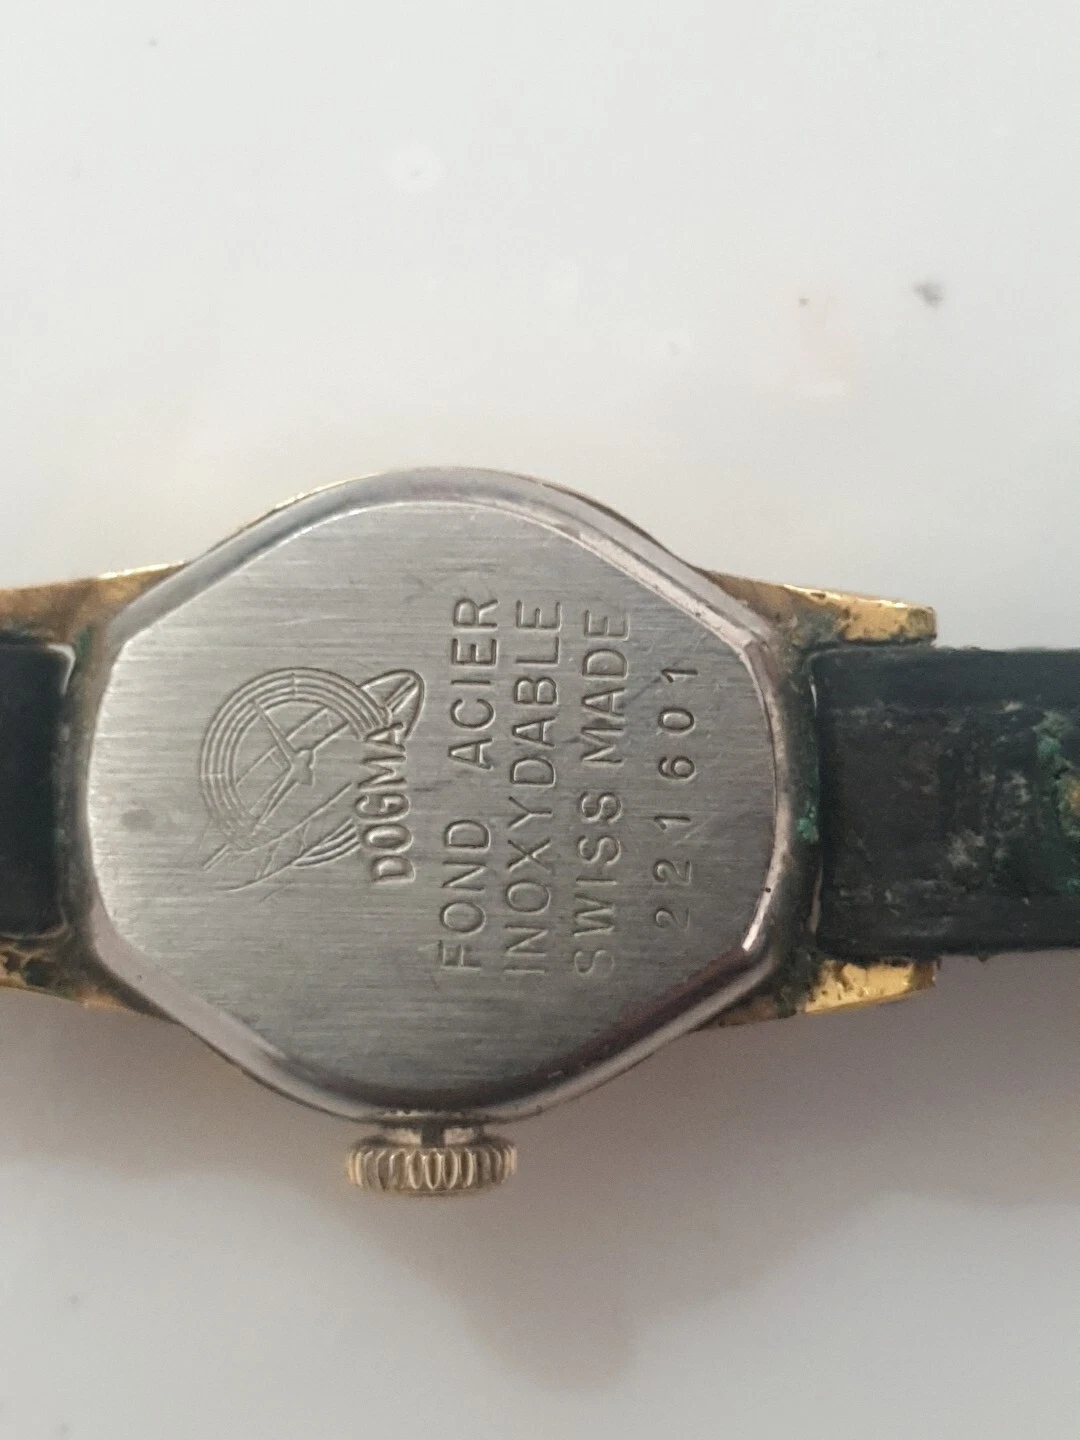 DOGMA
FOND ACIER
INOXYDABLE
SWISS MADE
221601